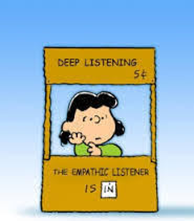 DEEP LISTENING
5¢
THE EMPATHIC LISTENER
IS IN